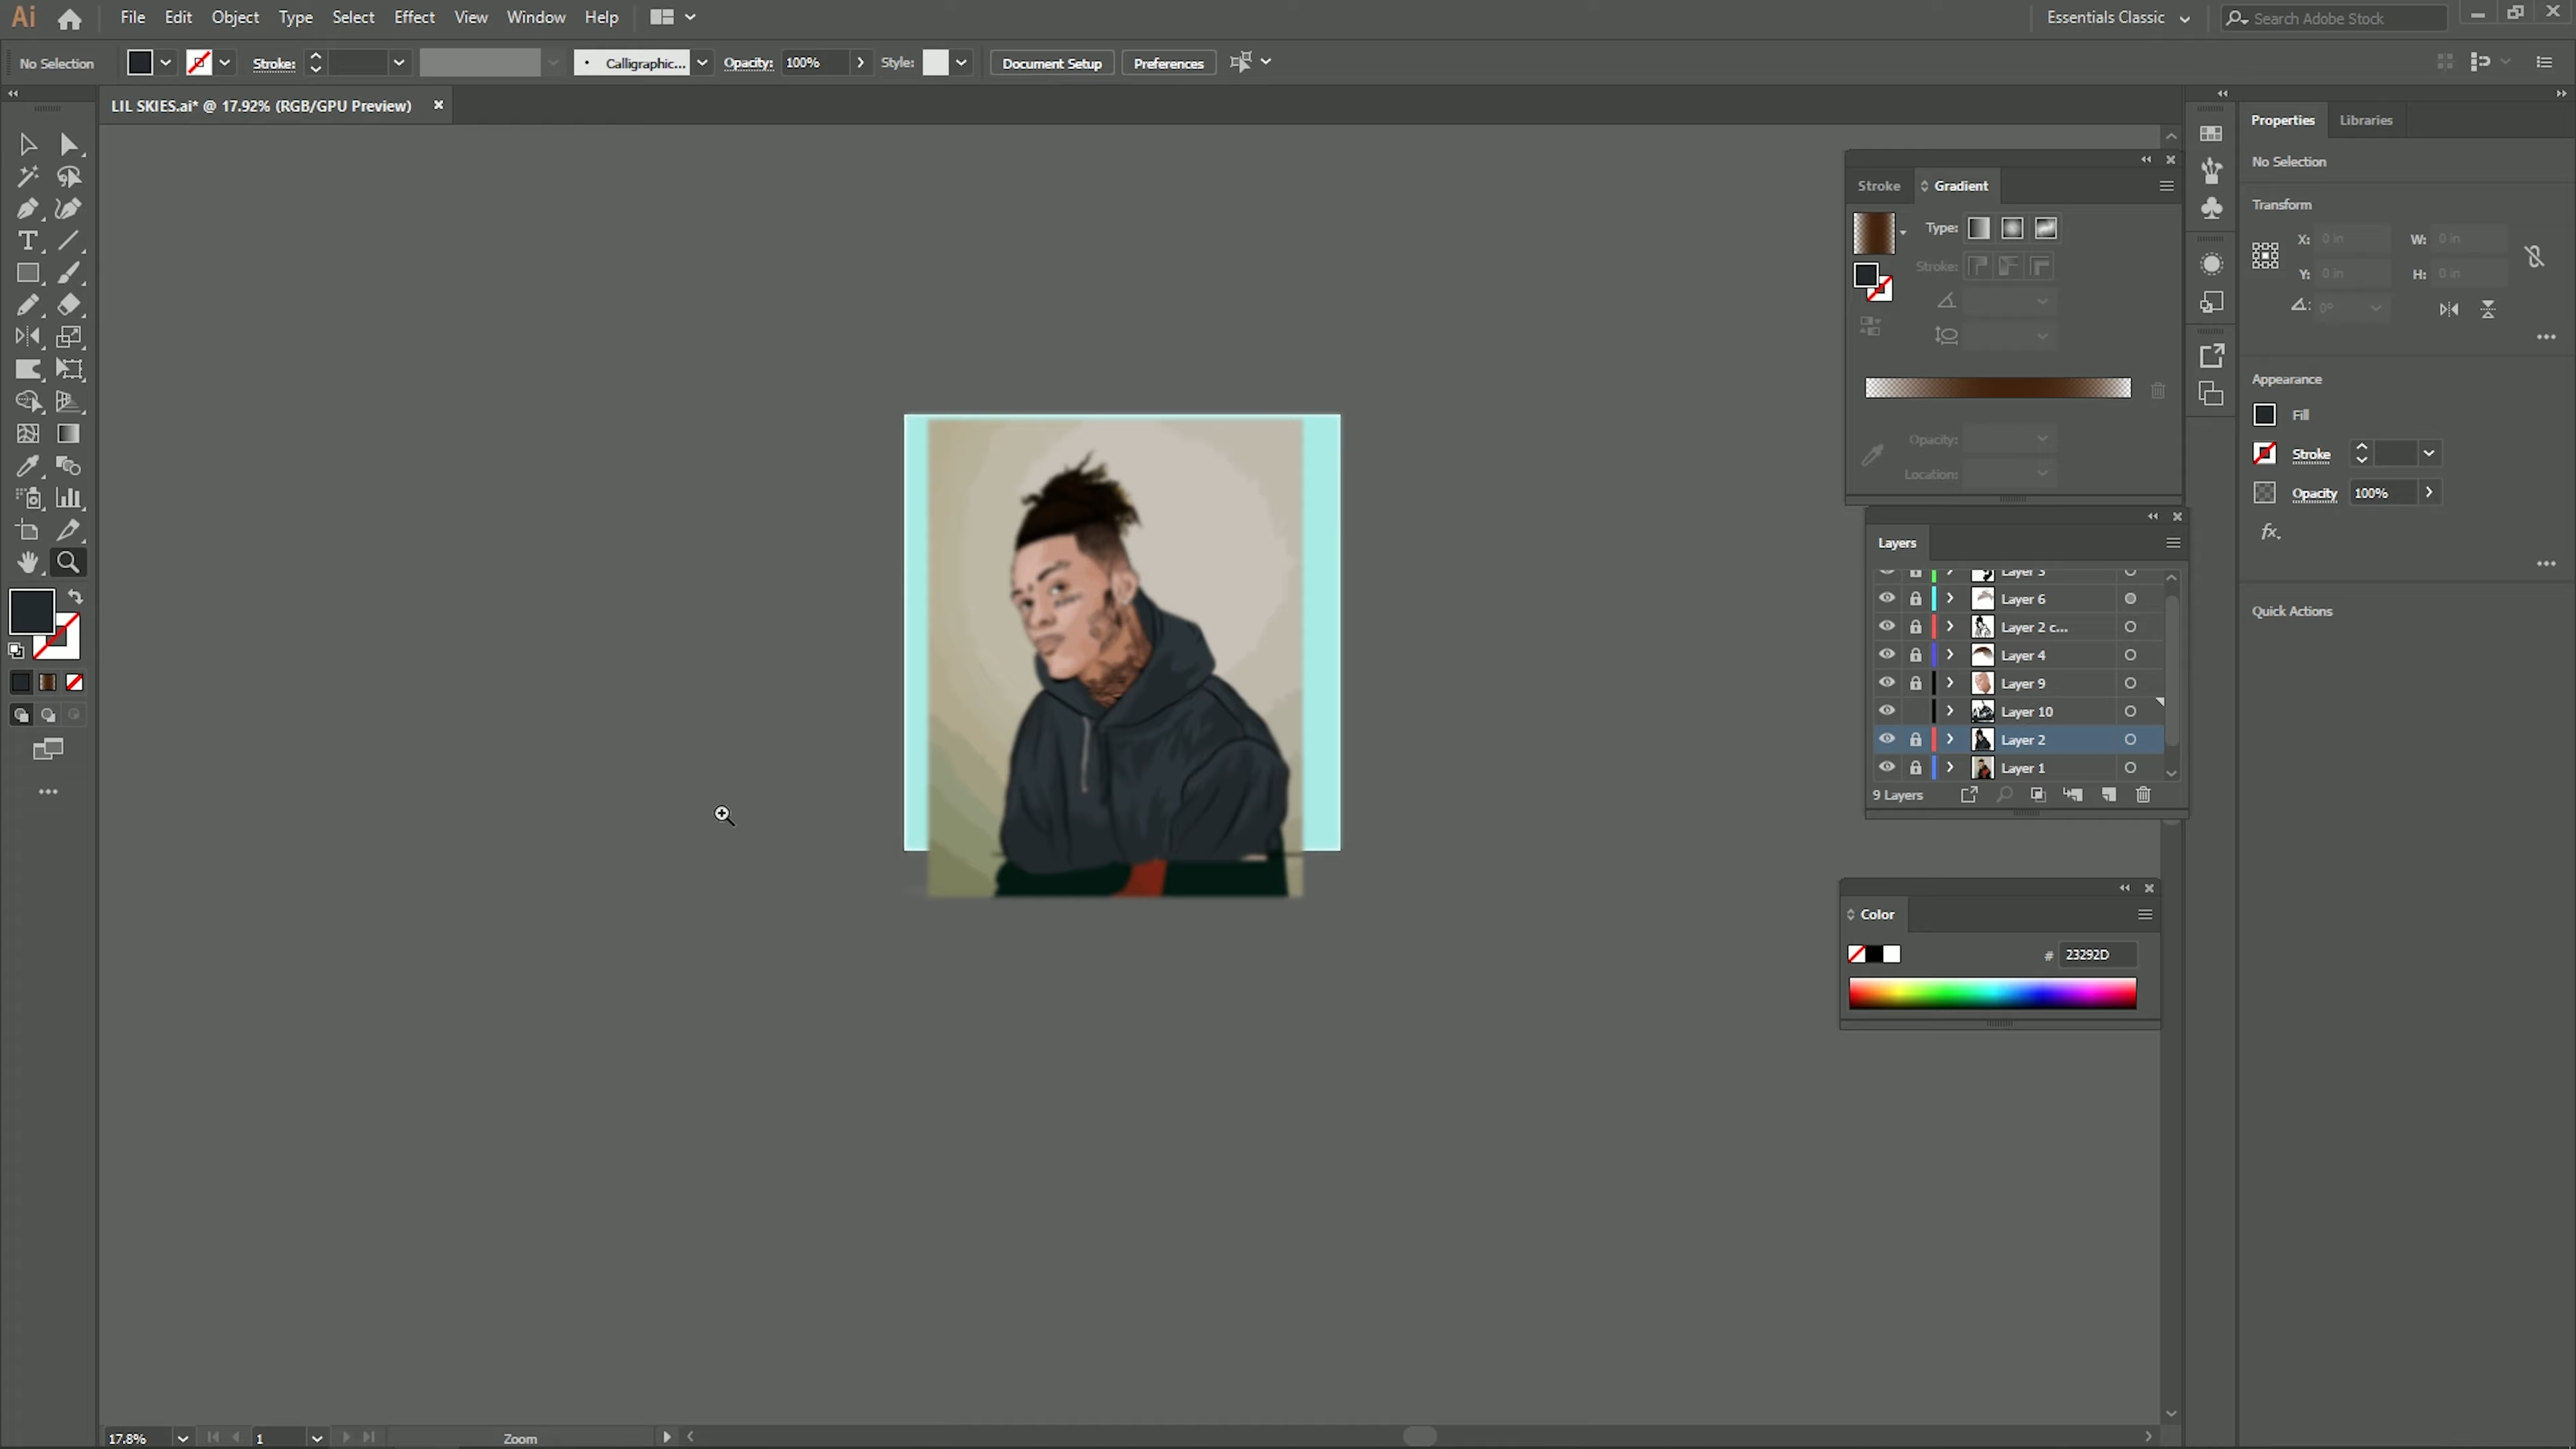 Ai File Edit Object Type Select Effect View Window Help Essentials Classic Search Adobe Stock
No Selection Stroke: Calligraphic... Opacity: 100% Style: Document Setup Preferences
LIL SKIES.ai* @ 17.92% (RGB/GPU Preview)
Properties Libraries
No Selection
Transform
X: 0 in W: 0 in
Y: 0 in H: 0 in
0°
Appearance
Fill
Stroke
Opacity 100%
fx.
Quick Actions
Stroke Gradient
Type:
Stroke:
Opacity:
Location:
Layers
Layer 6
Layer 2 c...
Layer 4
Layer 9
Layer 10
Layer 2
Layer 1
9 Layers
Color
# 23292D
17.8% 1 Zoom